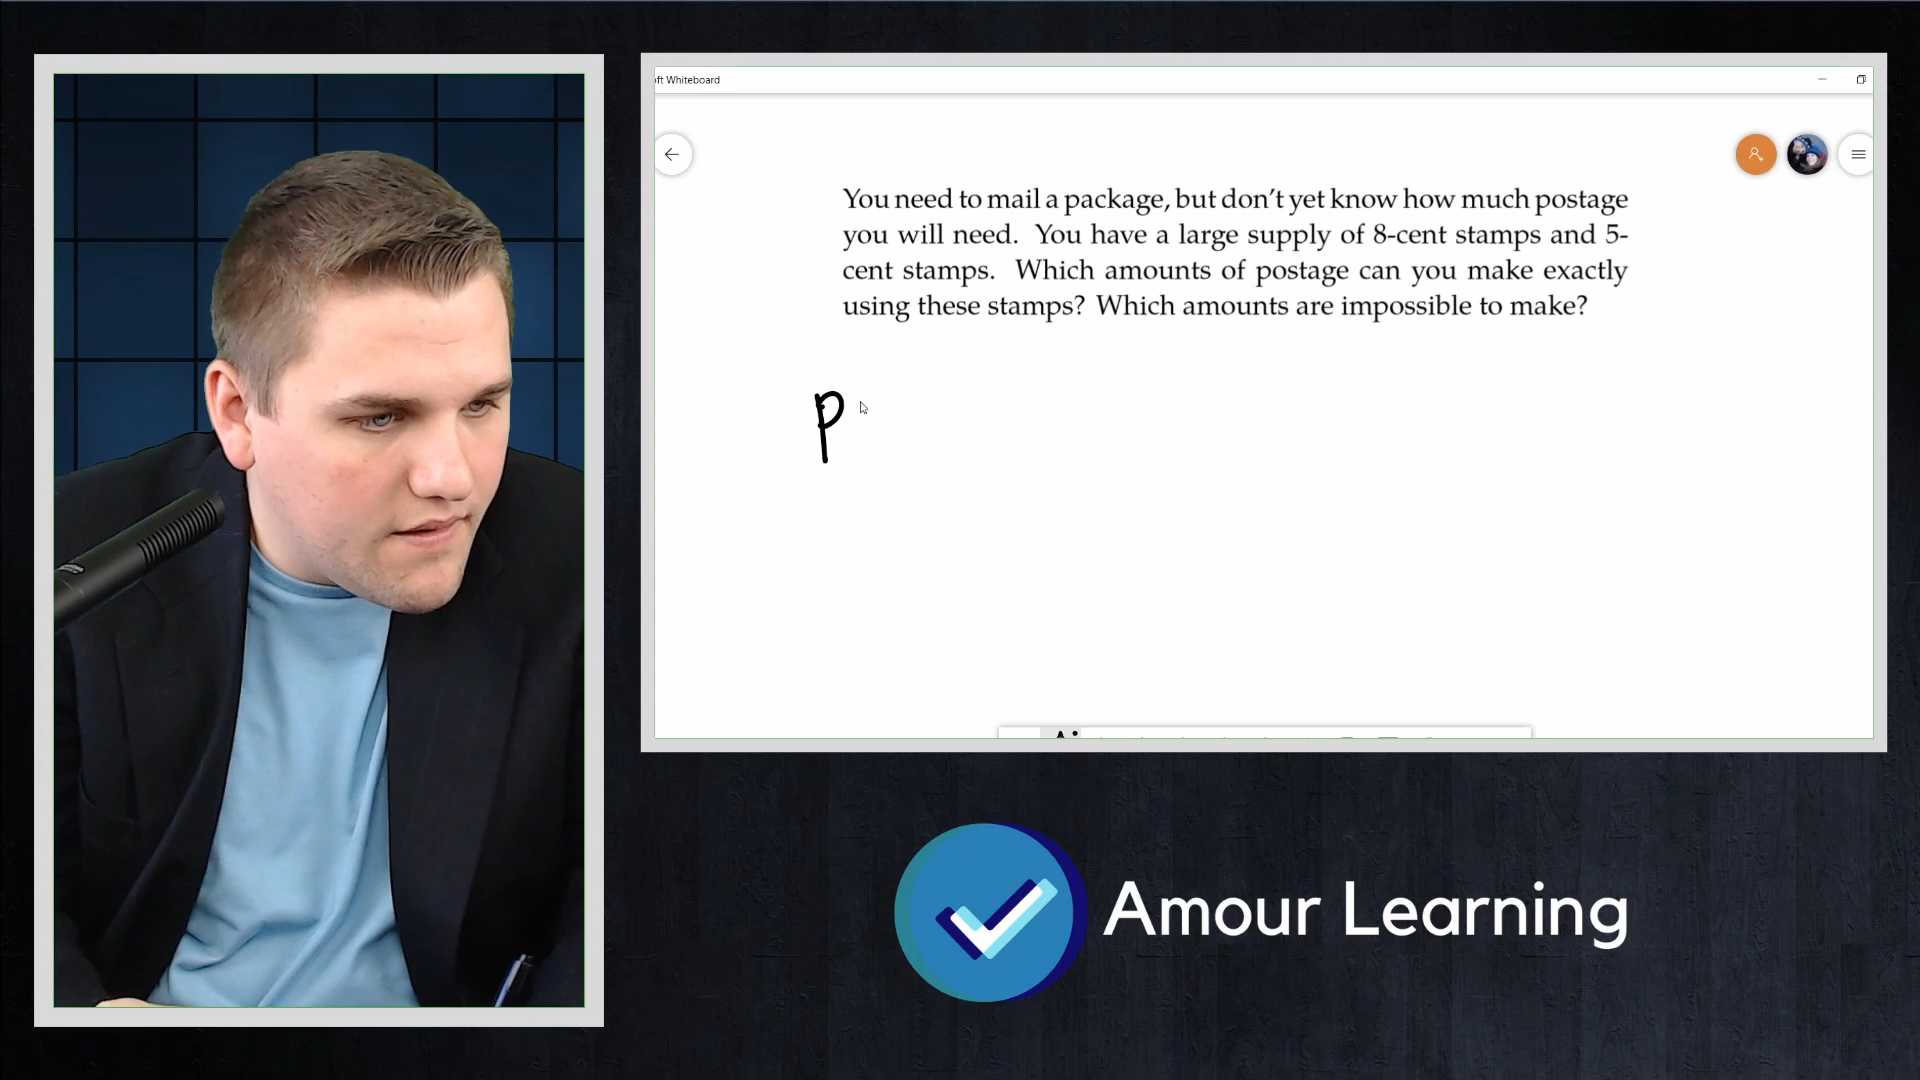 ft Whiteboard
You need to mail a package, but don’t yet know how much postage
you will need. You have a large supply of 8-cent stamps and 5-
cent stamps. Which amounts of postage can you make exactly
using these stamps? Which amounts are impossible to make?
P
Amour Learning